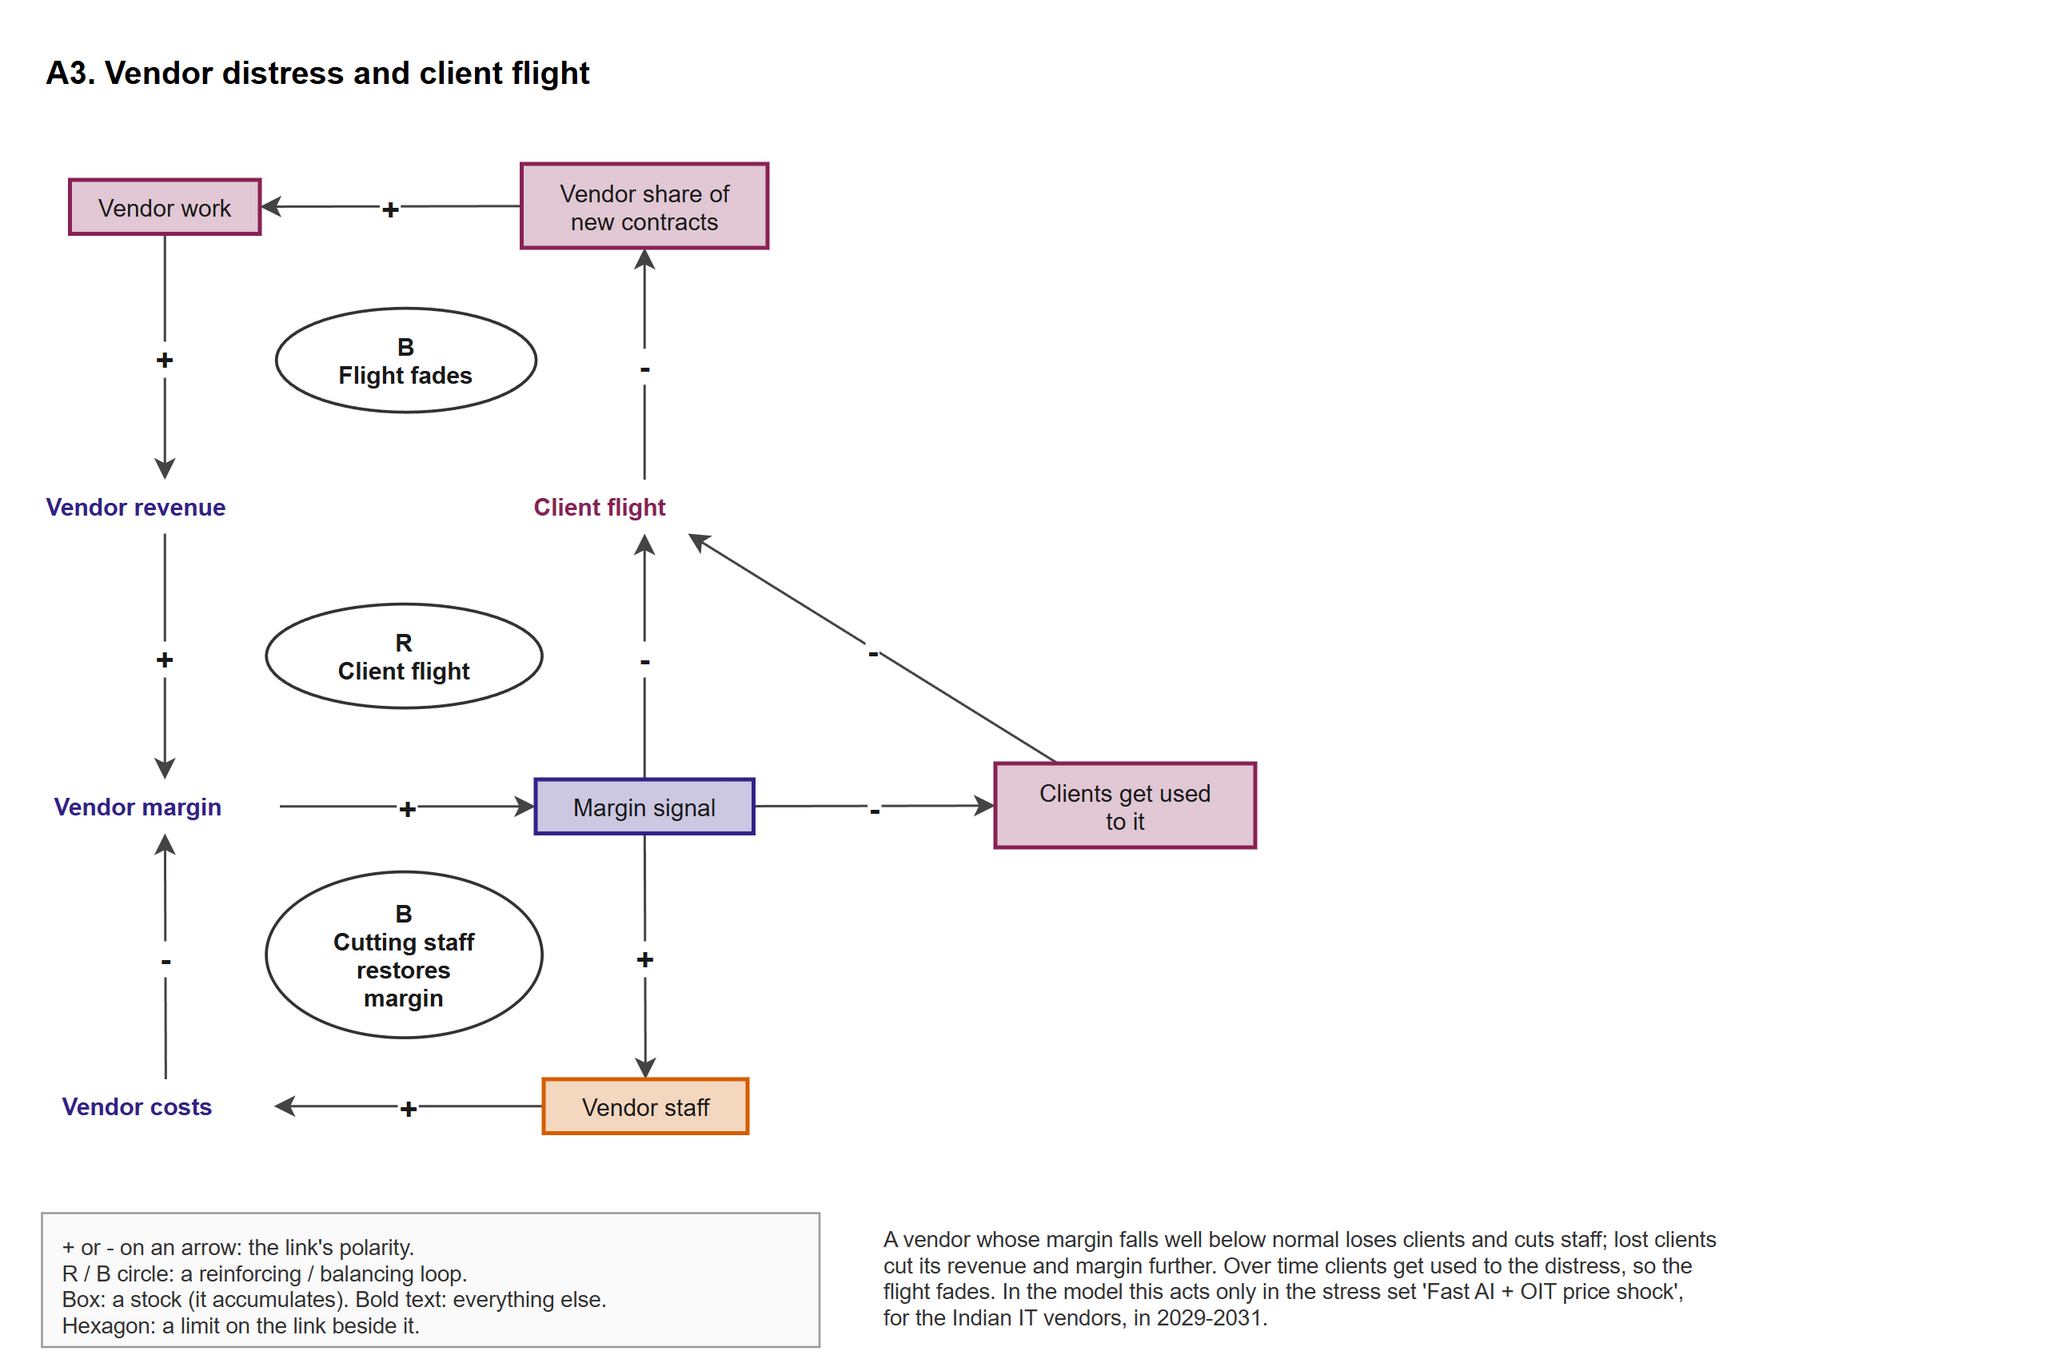 A3. Vendor distress and client flight
Vendor work
+
Vendor share of
new contracts
B
Flight fades
+
-
Vendor revenue
Client flight
R
Client flight
+
-
-
Vendor margin
+
Margin signal
-
Clients get used
to it
B
Cutting staff
restores
margin
-
+
Vendor costs
+
Vendor staff
+ or - on an arrow: the link's polarity.
R / B circle: a reinforcing / balancing loop.
Box: a stock (it accumulates). Bold text: everything else.
Hexagon: a limit on the link beside it.
A vendor whose margin falls well below normal loses clients and cuts staff; lost clients
cut its revenue and margin further. Over time clients get used to the distress, so the
flight fades. In the model this acts only in the stress set 'Fast AI + OIT price shock',
for the Indian IT vendors, in 2029-2031.